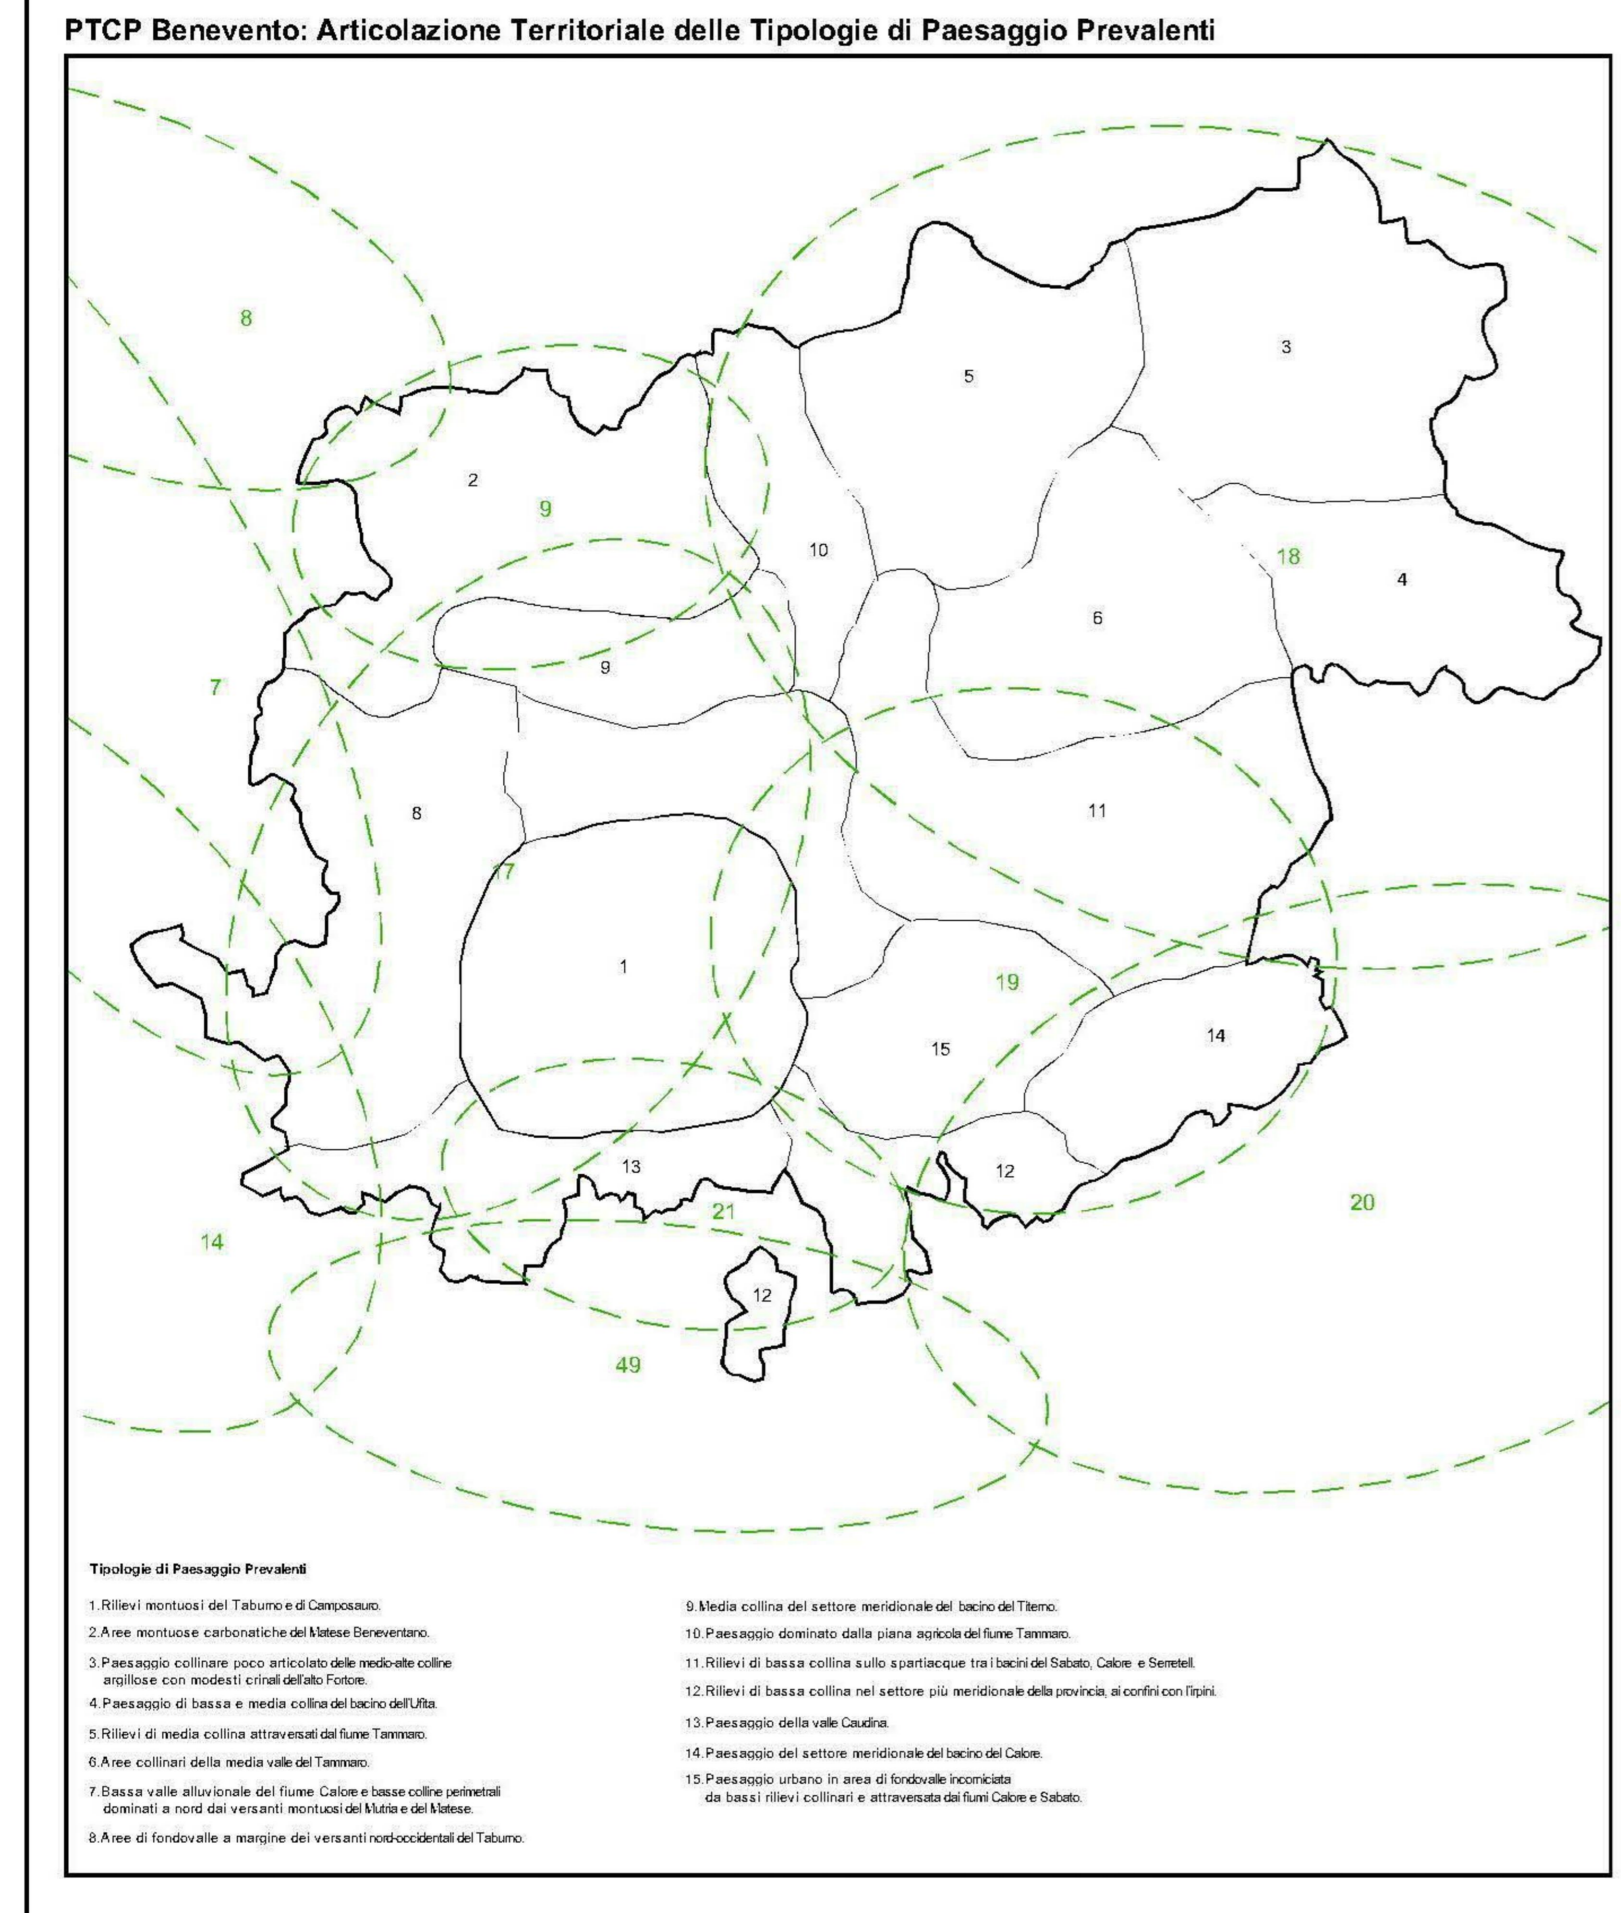 PTCP Benevento: Articolazione Territoriale delle Tipologie di Paesaggio Prevalenti
8
3
5
2
9
10
18
4
6
9
7
8
11
17
1
19
14
15
13
12
20
21
14
12
49
Tipologie di Paesaggio Prevalenti
1.Rilievi montuosi del Taburno e di Camposauro.
2.Aree montuose carbonatiche del Matese Beneventano.
3.Paesaggio collinare poco articolato delle medio-alte colline
argillose con modesti crinali dell'alto Fortore.
4.Paesaggio di bassa e media collina del bacino dell'Ufita.
5.Rilievi di media collina attraversati dal fiume Tammaro.
6.Aree collinari della media valle del Tammaro.
7.Bassa valle alluvionale del fiume Calore e basse colline perimetrali
dominati a nord dai versanti montuosi del Mutria e del Matese.
8.Aree di fondovalle a margine dei versanti nord-occidentali del Taburno.
9.Media collina del settore meridionale del bacino del Titerno.
10.Paesaggio dominato dalla piana agricola del fiume Tammaro.
11.Rilievi di bassa collina sullo spartiacque tra i bacini del Sabato, Calore e Serretell.
12.Rilievi di bassa collina nel settore più meridionale della provincia, ai confini con l'irpini.
13.Paesaggio della valle Caudina.
14.Paesaggio del settore meridionale del bacino del Calore.
15.Paesaggio urbano in area di fondovalle incorniciata
da bassi rilievi collinari e attraversata dai fiumi Calore e Sabato.